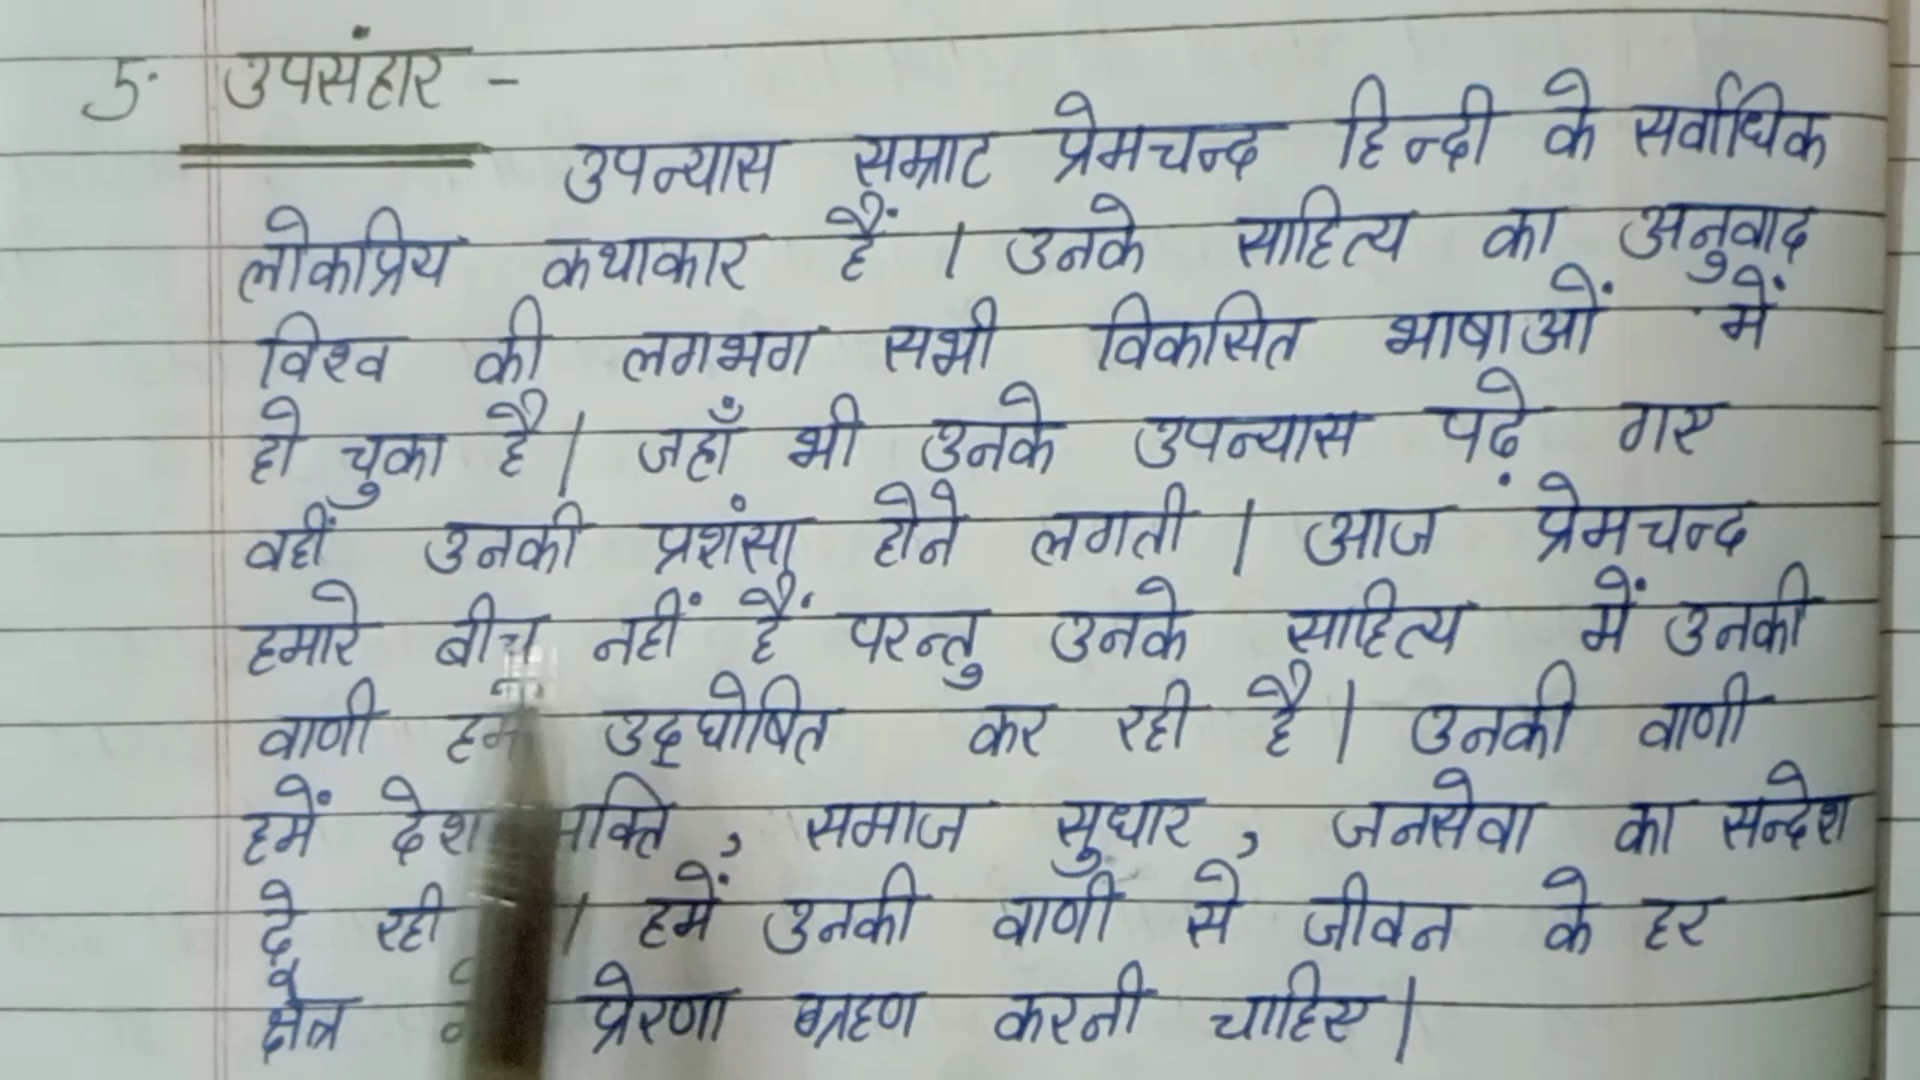 5. उपसंहार -
उपन्यास सम्राट प्रेमचन्द हिन्दी के सर्वाधिक
लोकप्रिय कथाकार हैं । उनके साहित्य का अनुवाद
विश्व की लगभग सभी विकसित भाषाओं में
हो चुका है । जहाँ भी उनके उपन्यास पढ़े गए
वहीं उनकी प्रशंसा होने लगती । आज प्रेमचन्द
हमारे बीच नहीं हैं परन्तु उनके साहित्य में उनकी
वाणी हमें उद्घोषित कर रही है । उनकी वाणी
हमें देश भक्ति , समाज सुधार , जनसेवा का सन्देश
दे रही । हमें उनकी वाणी से जीवन के हर
क्षेत्र प्रेरणा ग्रहण करनी चाहिए ।